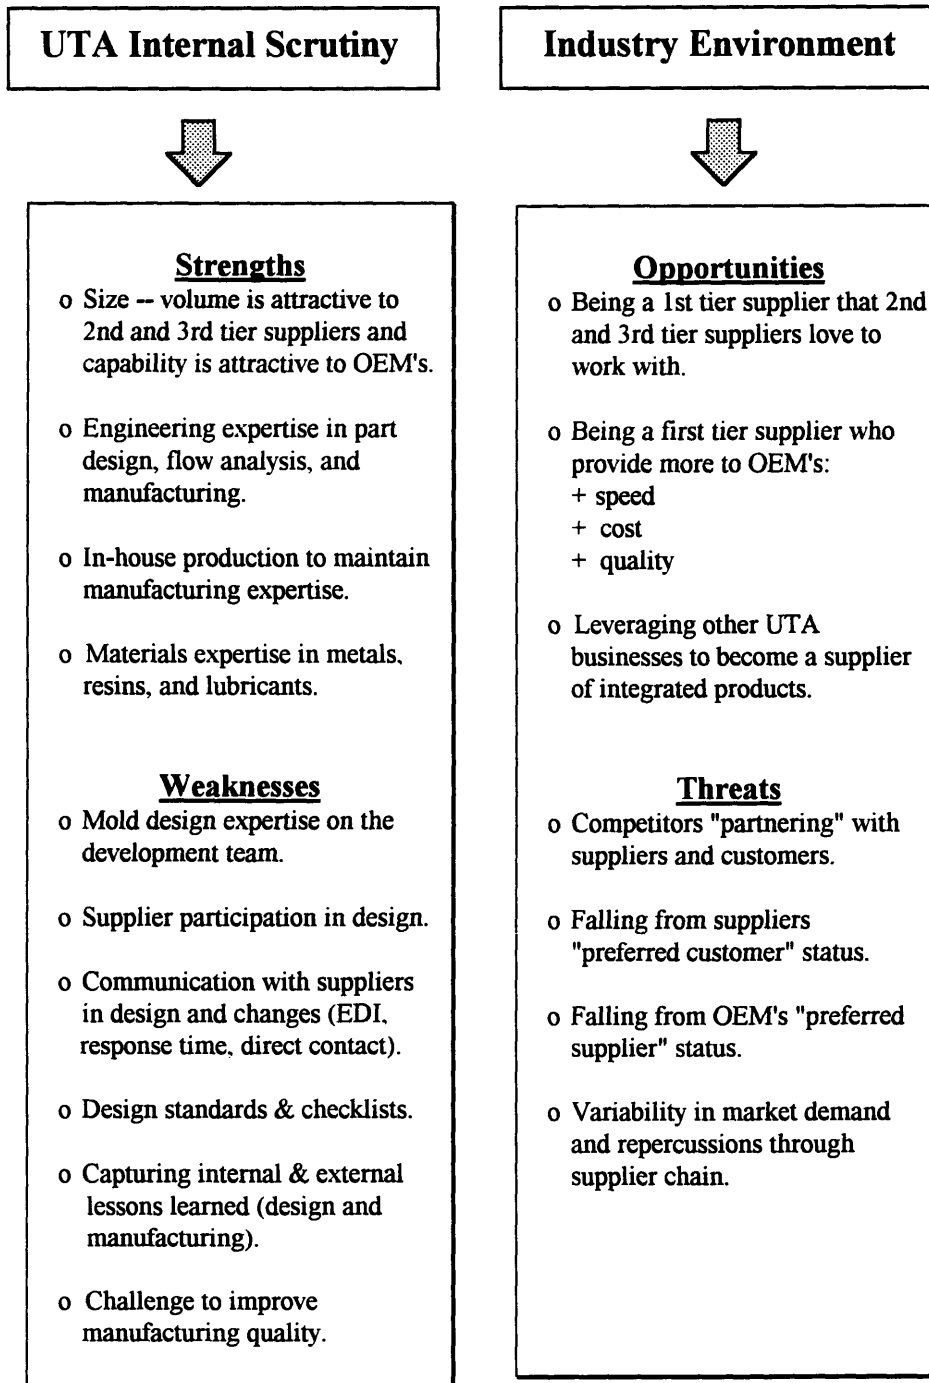 UTA Internal Scrutiny
Strengths
o Size -- volume is attractive to
2nd and 3rd tier suppliers and
capability is attractive to OEM's.
o Engineering expertise in part
design, flow analysis, and
manufacturing.
o In-house production to maintain
manufacturing expertise.
o Materials expertise in metals,
resins, and lubricants.
Weaknesses
o Mold design expertise on the
development team.
o Supplier participation in design.
o Communication with suppliers
in design and changes (EDI,
response time, direct contact).
o Design standards & checklists.
o Capturing internal & external
lessons learned (design and
manufacturing).
o Challenge to improve
manufacturing quality.
Industry Environment
Opportunities
o Being a 1st tier supplier that 2nd
and 3rd tier suppliers love to
work with.
o Being a first tier supplier who
provide more to OEM's:
+ speed
+ cost
+ quality
o Leveraging other UTA
businesses to become a supplier
of integrated products.
Threats
o Competitors "partnering" with
suppliers and customers.
o Falling from suppliers
"preferred customer" status.
o Falling from OEM's "preferred
supplier" status.
o Variability in market demand
and repercussions through
supplier chain.